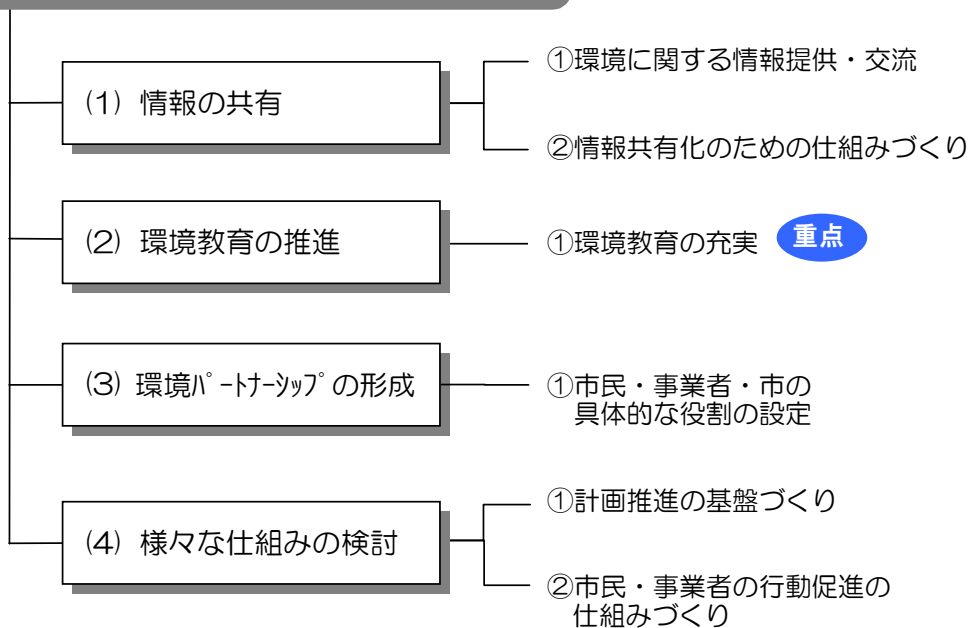 (1) 情報の共有
①環境に関する情報提供・交流
②情報共有化のための仕組みづくり
(2) 環境教育の推進
①環境教育の充実
重点
(3) 環境ﾊﾟｰﾄﾅｰｼｯﾌﾟの形成
①市民・事業者・市の
具体的な役割の設定
(4) 様々な仕組みの検討
①計画推進の基盤づくり
②市民・事業者の行動促進の
仕組みづくり